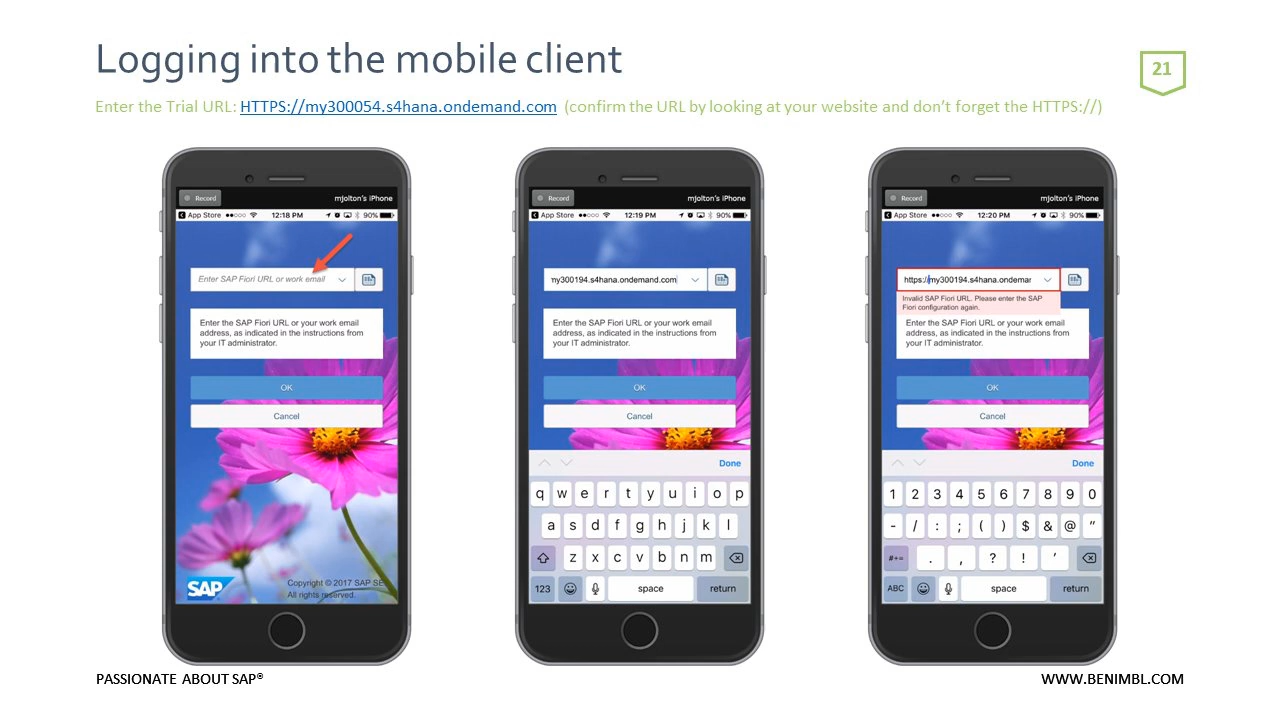 Logging into the mobile client
21
Enter the Trial URL: HTTPS://my300054.s4hana.ondemand.com (confirm the URL by looking at your website and don't forget the HTTPS://)
Record
mjolton's iPhone
App Store
12:18 PM
90%
Enter SAP Fiori URL or work email
Enter the SAP Fiori URL or your work email
address, as indicated in the instructions from
your IT administrator.
OK
Cancel
SAP
Copyright © 2017 SAP SE
All rights reserved.
Record
mjolton's iPhone
App Store
12:19 PM
90%
my300194.s4hana.ondemand.com
Enter the SAP Fiori URL or your work email
address, as indicated in the instructions from
your IT administrator.
OK
Cancel
Done
q w e r t y u i o p
a s d f g h j k l
z x c v b n m
123 space return
Record
mjolton's iPhone
App Store
12:20 PM
90%
https://my300194.s4hana.ondemar
Invalid SAP Fiori URL. Please enter the SAP
Fiori configuration again.
Enter the SAP Fiori URL or your work email
address, as indicated in the instructions from
your IT administrator.
OK
Cancel
Done
1 2 3 4 5 6 7 8 9 0
- / : ; ( ) $ & @ "
#+= . , ? ! '
ABC space return
PASSIONATE ABOUT SAP®
WWW.BENIMBL.COM